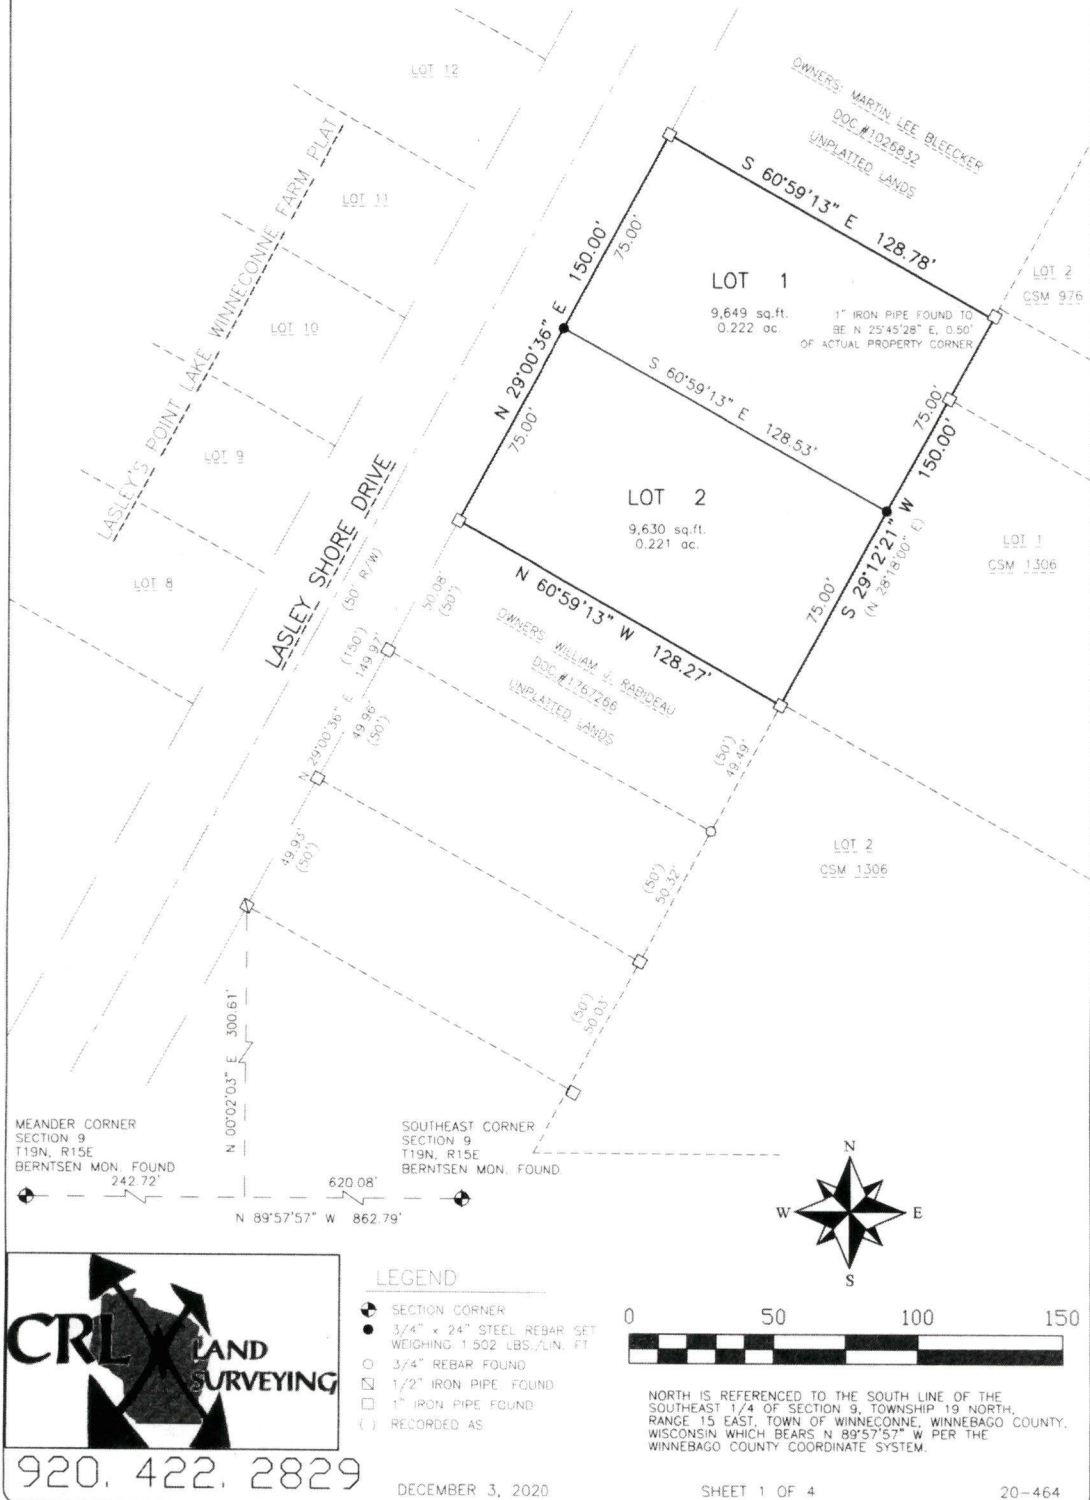 LOT 12
OWNERS: MARTIN LEE BLEECKER
DOC #1026832
UNPLATTED LANDS
LASLEY'S POINT LAKE WINNECONNE FARM PLAT
LOT 11
S 60°59'13" E 128.78'
N 29°00'36" E 150.00'
75.00'
LOT 1
9,649 sq.ft.
0.222 ac.
1" IRON PIPE FOUND TO
BE N 25°45'28" E, 0.50'
OF ACTUAL PROPERTY CORNER
LOT 2
CSM 976
LOT 10
S 60°59'13" E 128.53'
75.00'
75.00'
S 29°12'21" W 150.00'
(N 28°18'00" E)
LOT 9
LASLEY SHORE DRIVE
(50' R/W)
LOT 2
9,630 sq.ft.
0.221 ac.
LOT 1
CSM 1306
LOT 8
75.00'
N 60°59'13" W 128.27'
50.08'
(50')
OWNERS: WILLIAM J. RABIDEAU
DOC #1767266
UNPLATTED LANDS
(150')
N 29°00'36" E 149.97'
49.96'
(50')
(50')
49.49'
49.93'
(50')
LOT 2
CSM 1306
(50')
50.32'
(50')
50.03'
N 00°02'03" E 300.61'
MEANDER CORNER
SECTION 9
T19N, R15E
BERNTSEN MON. FOUND
SOUTHEAST CORNER
SECTION 9
T19N, R15E
BERNTSEN MON. FOUND
242.72'
620.08'
N 89°57'57" W 862.79'
N
W
E
S
CRL LAND
SURVEYING
920. 422. 2829
LEGEND
SECTION CORNER
3/4" x 24" STEEL REBAR SET
WEIGHING 1.502 LBS./LIN. FT
3/4" REBAR FOUND
1/2" IRON PIPE FOUND
1" IRON PIPE FOUND
( ) RECORDED AS
0 50 100 150
NORTH IS REFERENCED TO THE SOUTH LINE OF THE
SOUTHEAST 1/4 OF SECTION 9, TOWNSHIP 19 NORTH,
RANGE 15 EAST, TOWN OF WINNECONNE, WINNEBAGO COUNTY,
WISCONSIN WHICH BEARS N 89°57'57" W PER THE
WINNEBAGO COUNTY COORDINATE SYSTEM.
DECEMBER 3, 2020
SHEET 1 OF 4
20-464